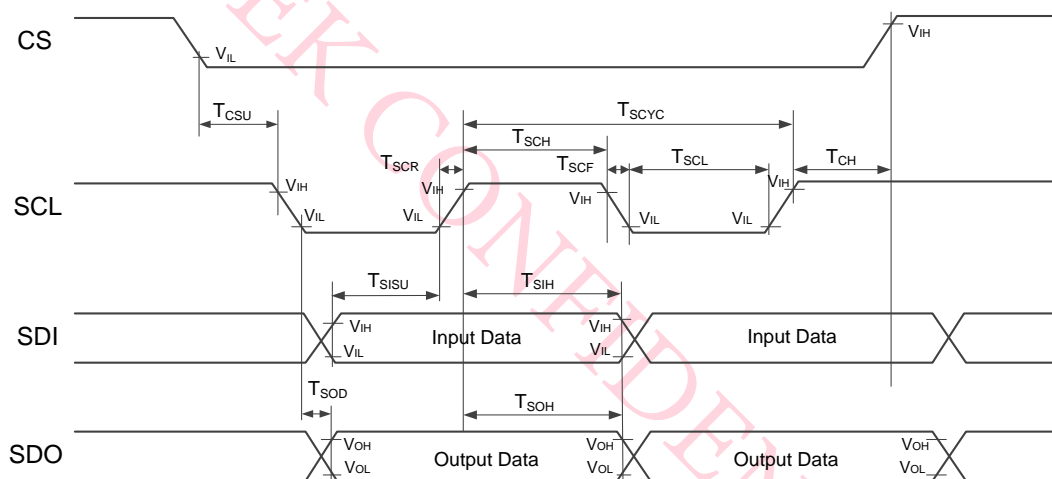 CS
VIL
VIH
TCSU
TSCYC
TSCH
TSCR
TSCF
TSCL
TCH
SCL
VIH
VIL
VIL
VIH
VIH
VIL
VIL
VIH
TSISU
TSIH
SDI
VIH
VIL
Input Data
VIH
VIL
Input Data
TSOD
TSOH
SDO
VOH
VOL
Output Data
VOH
VOL
Output Data
VOH
VOL
EK CONFIDEN